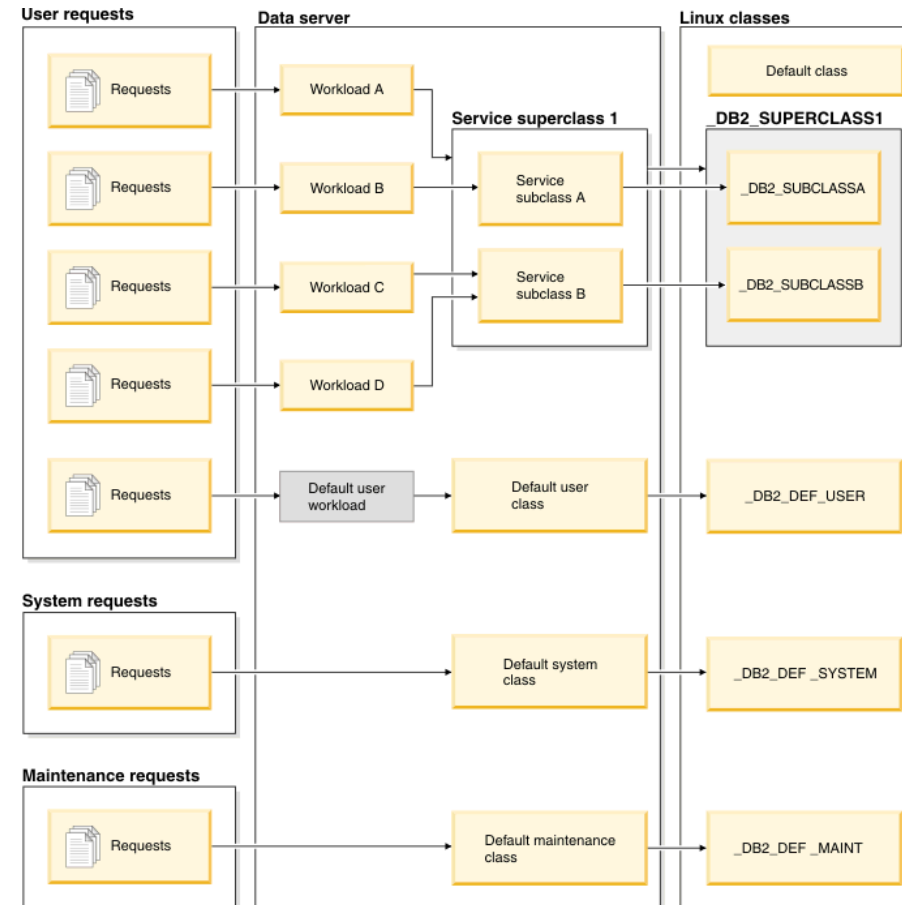 User requests
Data server
Linux classes
Default class
Requests
Workload A
Service superclass 1
_DB2_SUPERCLASS1
Requests
Workload B
Service
subclass A
_DB2_SUBCLASSA
Requests
Workload C
Service
subclass B
_DB2_SUBCLASSB
Requests
Workload D
Requests
Default user
workload
Default user
class
_DB2_DEF_USER
System requests
Requests
Default system
class
_DB2_DEF _SYSTEM
Maintenance requests
Requests
Default maintenance
class
_DB2_DEF _MAINT